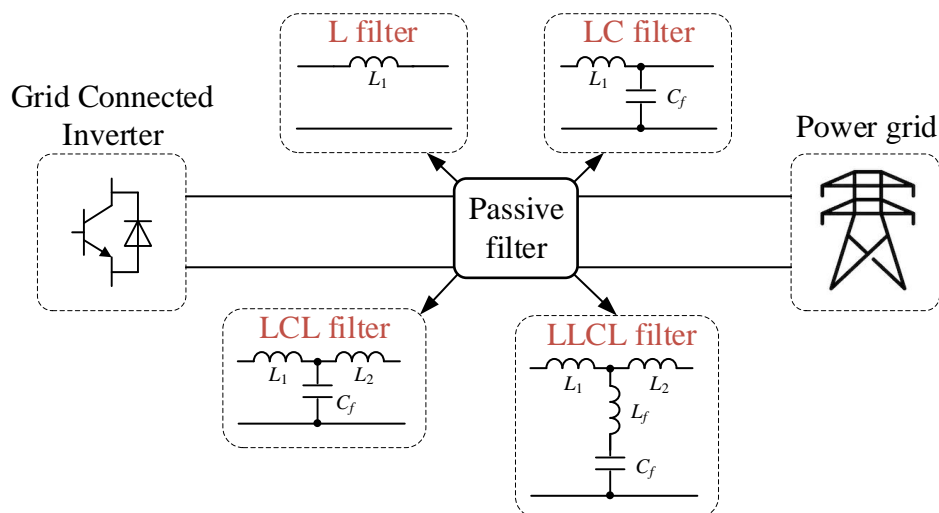 L filter
L1
LC filter
L1
Cf
Grid Connected
Inverter
Power grid
Passive
filter
LCL filter
L1
L2
Cf
LLCL filter
L1
L2
Lf
Cf